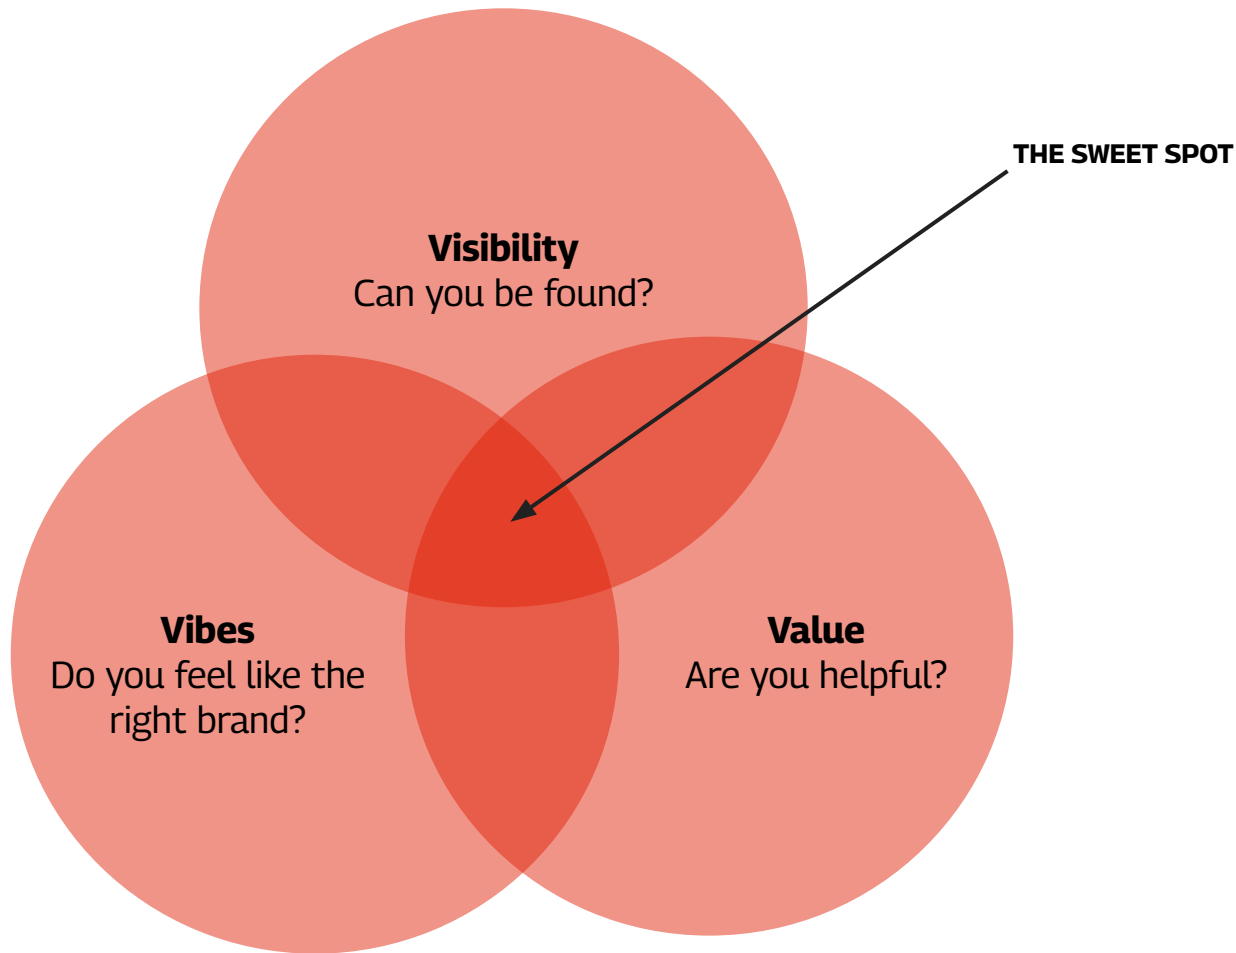 THE SWEET SPOT
Visibility
Can you be found?
Vibes
Do you feel like the
right brand?
Value
Are you helpful?